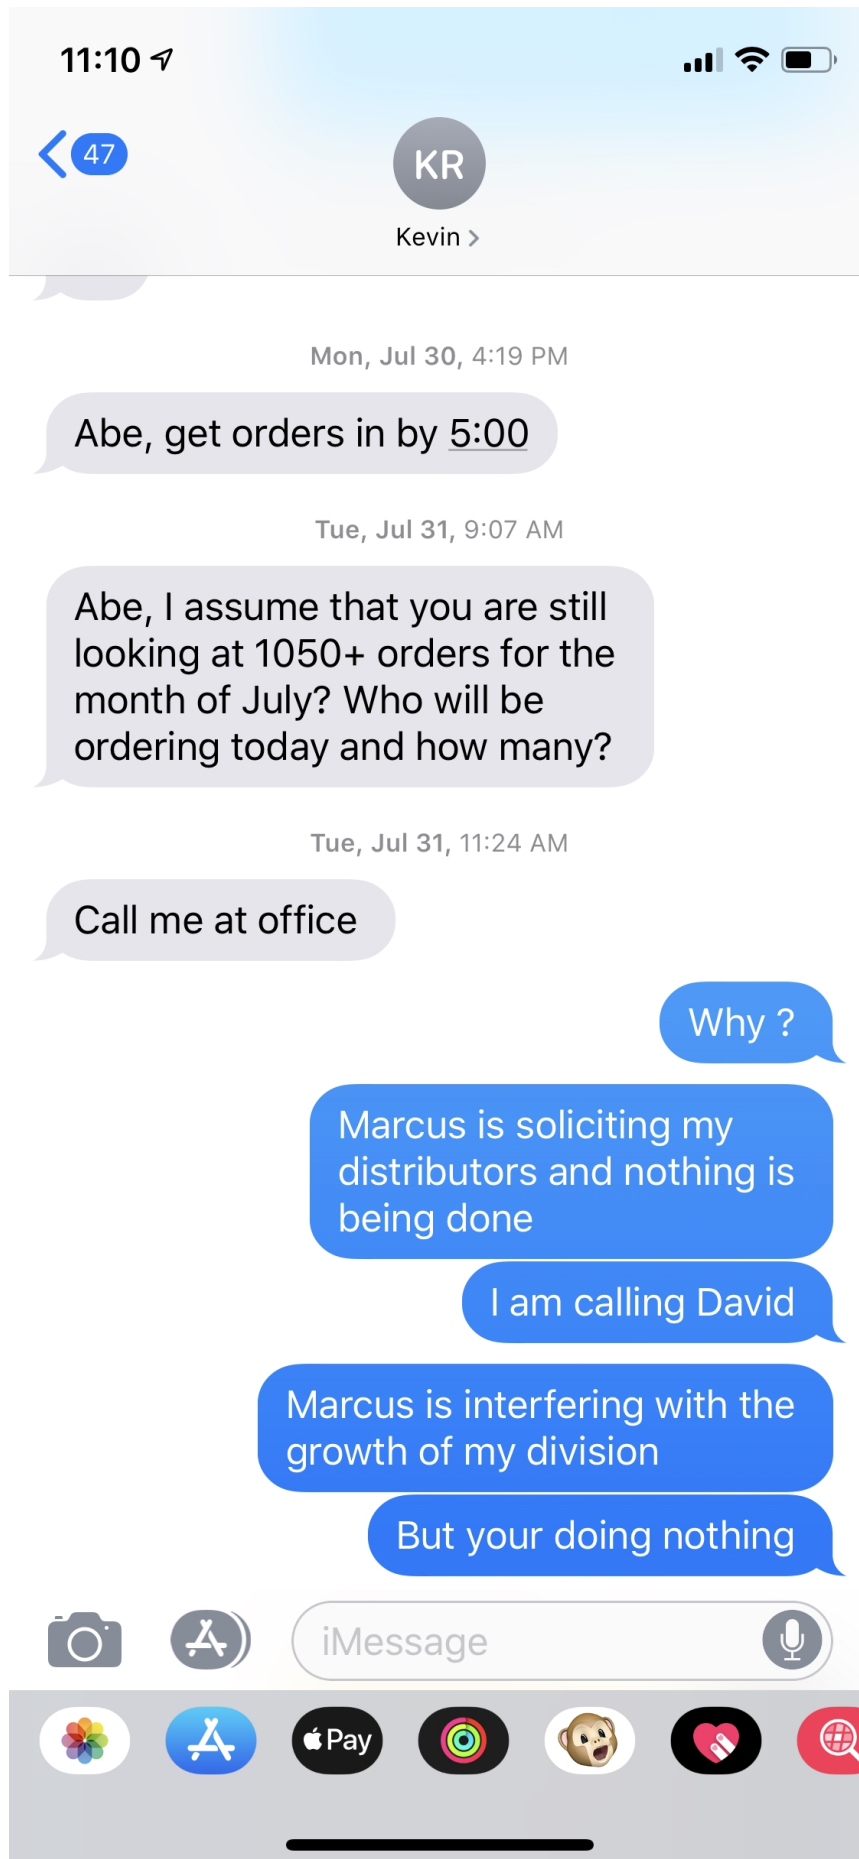 11:10
47
KR
Kevin
Mon, Jul 30, 4:19 PM
Abe, get orders in by 5:00
Tue, Jul 31, 9:07 AM
Abe, I assume that you are still
looking at 1050+ orders for the
month of July? Who will be
ordering today and how many?
Tue, Jul 31, 11:24 AM
Call me at office
Why ?
Marcus is soliciting my
distributors and nothing is
being done
I am calling David
Marcus is interfering with the
growth of my division
But your doing nothing
iMessage
Pay